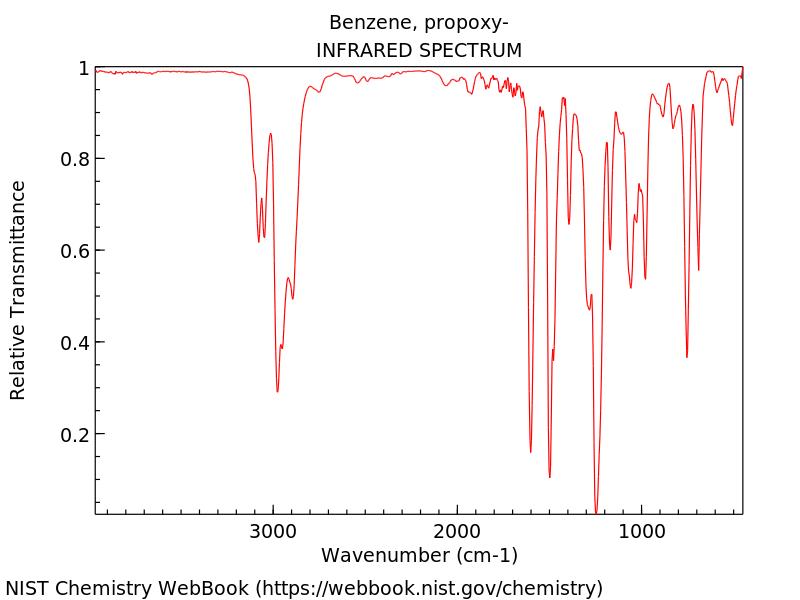 Benzene, propoxy-
INFRARED SPECTRUM
1
0.8
0.6
0.4
0.2
Relative Transmittance
3000
2000
1000
Wavenumber (cm-1)
NIST Chemistry WebBook (https://webbook.nist.gov/chemistry)